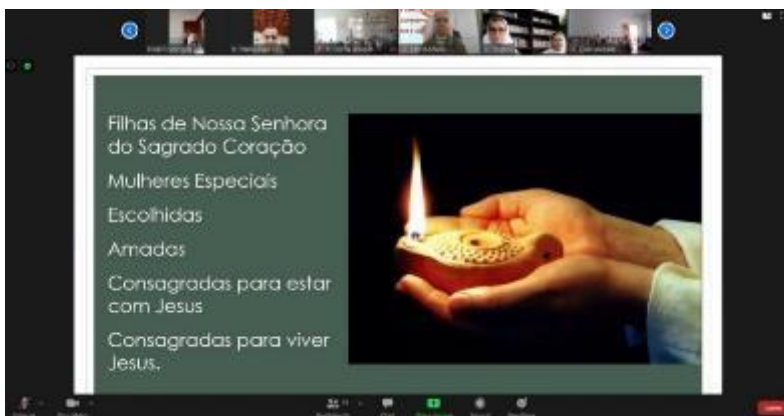 Filhas de Nossa Senhora
do Sagrado Coração
Mulheres Especiais
Escolhidas
Amadas
Consagradas para estar
com Jesus
Consagradas para viver
Jesus.